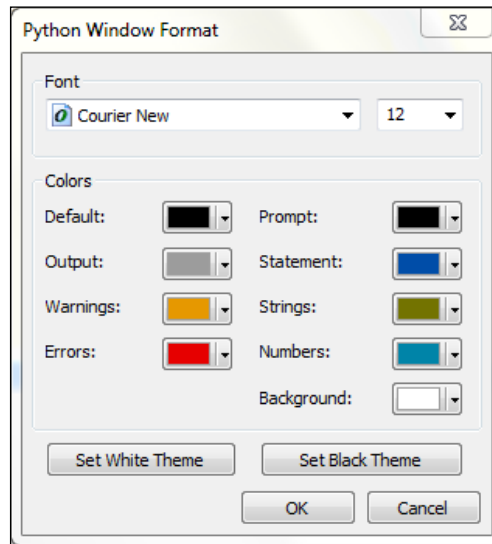 Python Window Format
Font
Courier New 12
Colors
Default: Prompt:
Output: Statement:
Warnings: Strings:
Errors: Numbers:
Background:
Set White Theme Set Black Theme
OK Cancel